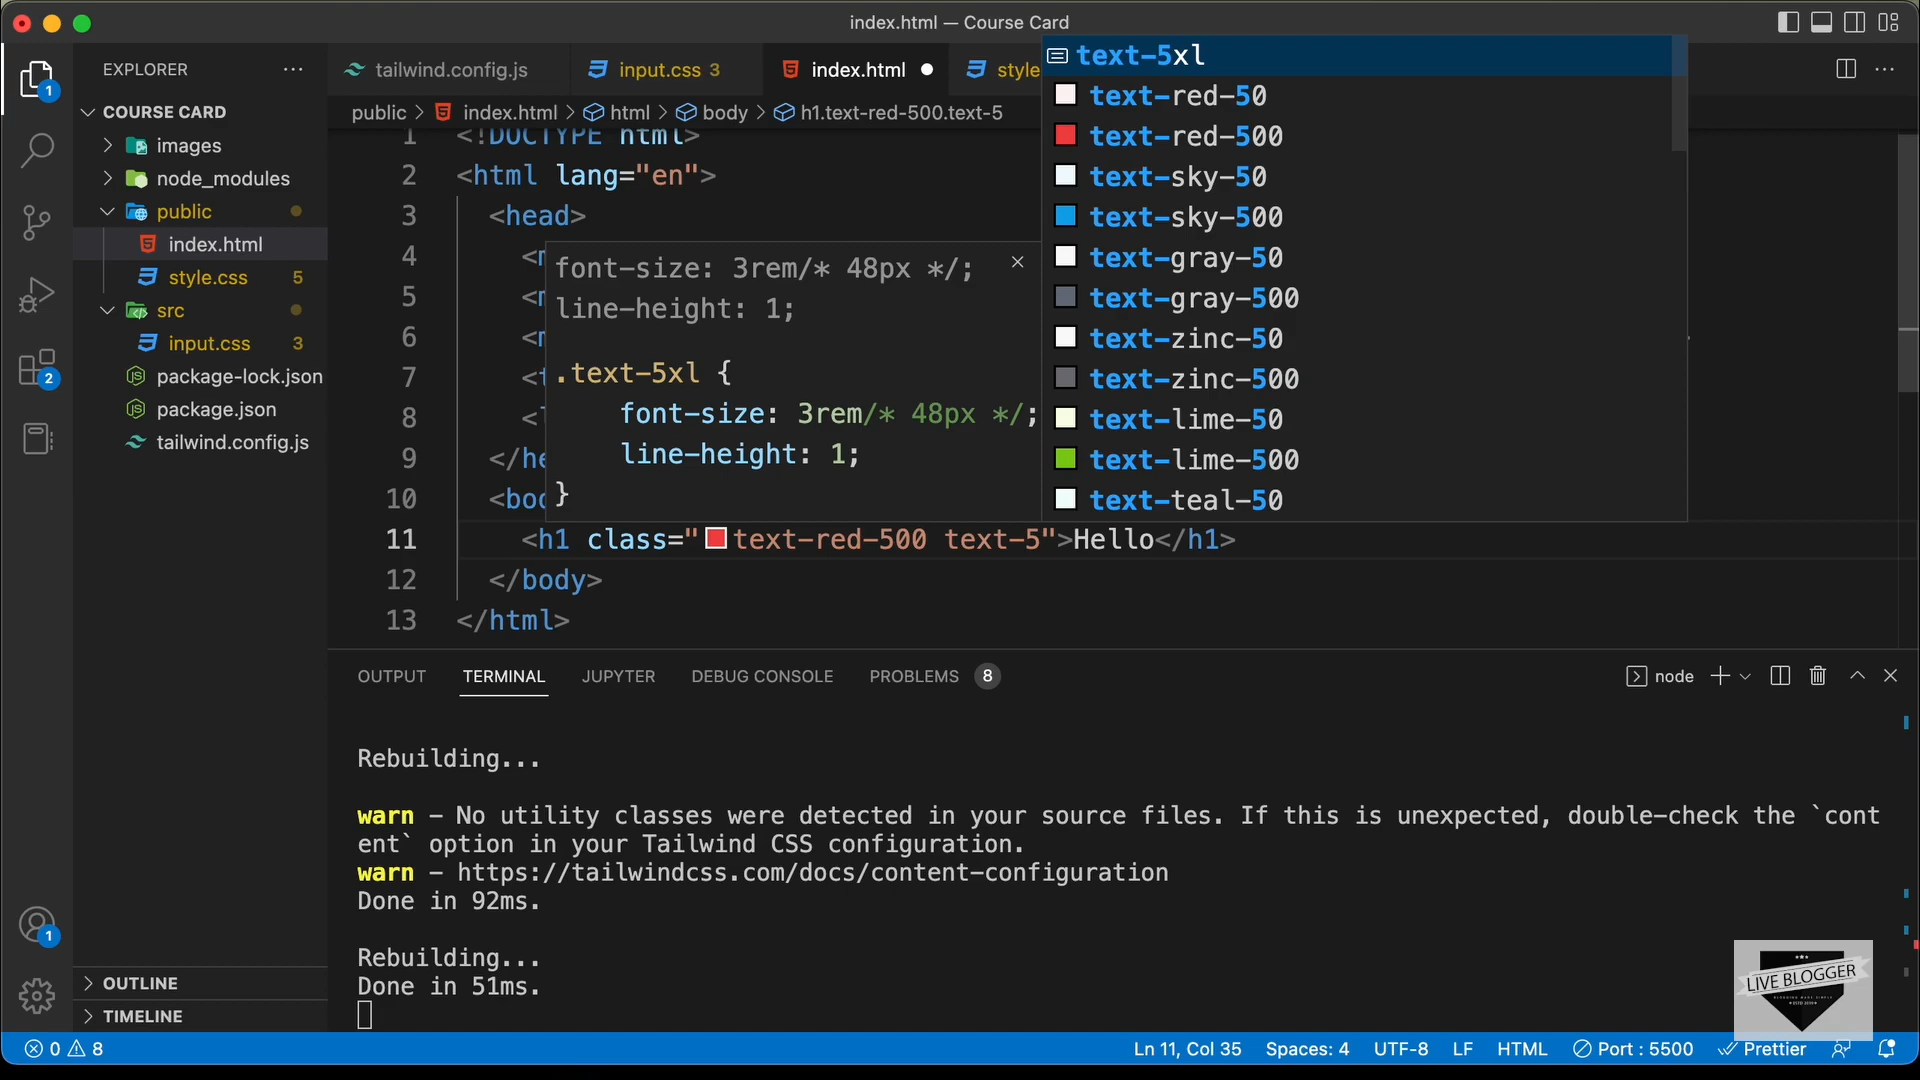 index.html — Course Card
EXPLORER
COURSE CARD
images
node_modules
public
index.html
style.css 5
src
input.css 3
package-lock.json
package.json
tailwind.config.js
OUTLINE
TIMELINE
1
2
1
tailwind.config.js
input.css 3
index.html
style
public > index.html > html > body > h1.text-red-500.text-5
1 <!DOCTYPE html>
2 <html lang="en">
3 <head>
4 <m
5 <m
6 <m
7 <t
8 <l
9 </he
10 <bod
11 <h1 class="text-red-500 text-5">Hello</h1>
12 </body>
13 </html>
font-size: 3rem/* 48px */;
line-height: 1;
.text-5xl {
font-size: 3rem/* 48px */;
line-height: 1;
}
text-5xl
text-red-50
text-red-500
text-sky-50
text-sky-500
text-gray-50
text-gray-500
text-zinc-50
text-zinc-500
text-lime-50
text-lime-500
text-teal-50
OUTPUT TERMINAL JUPYTER DEBUG CONSOLE PROBLEMS 8
node
Rebuilding...
warn - No utility classes were detected in your source files. If this is unexpected, double-check the `cont
ent` option in your Tailwind CSS configuration.
warn - https://tailwindcss.com/docs/content-configuration
Done in 92ms.
Rebuilding...
Done in 51ms.
LIVE BLOGGER
0 8
Ln 11, Col 35 Spaces: 4 UTF-8 LF HTML Port : 5500 Prettier